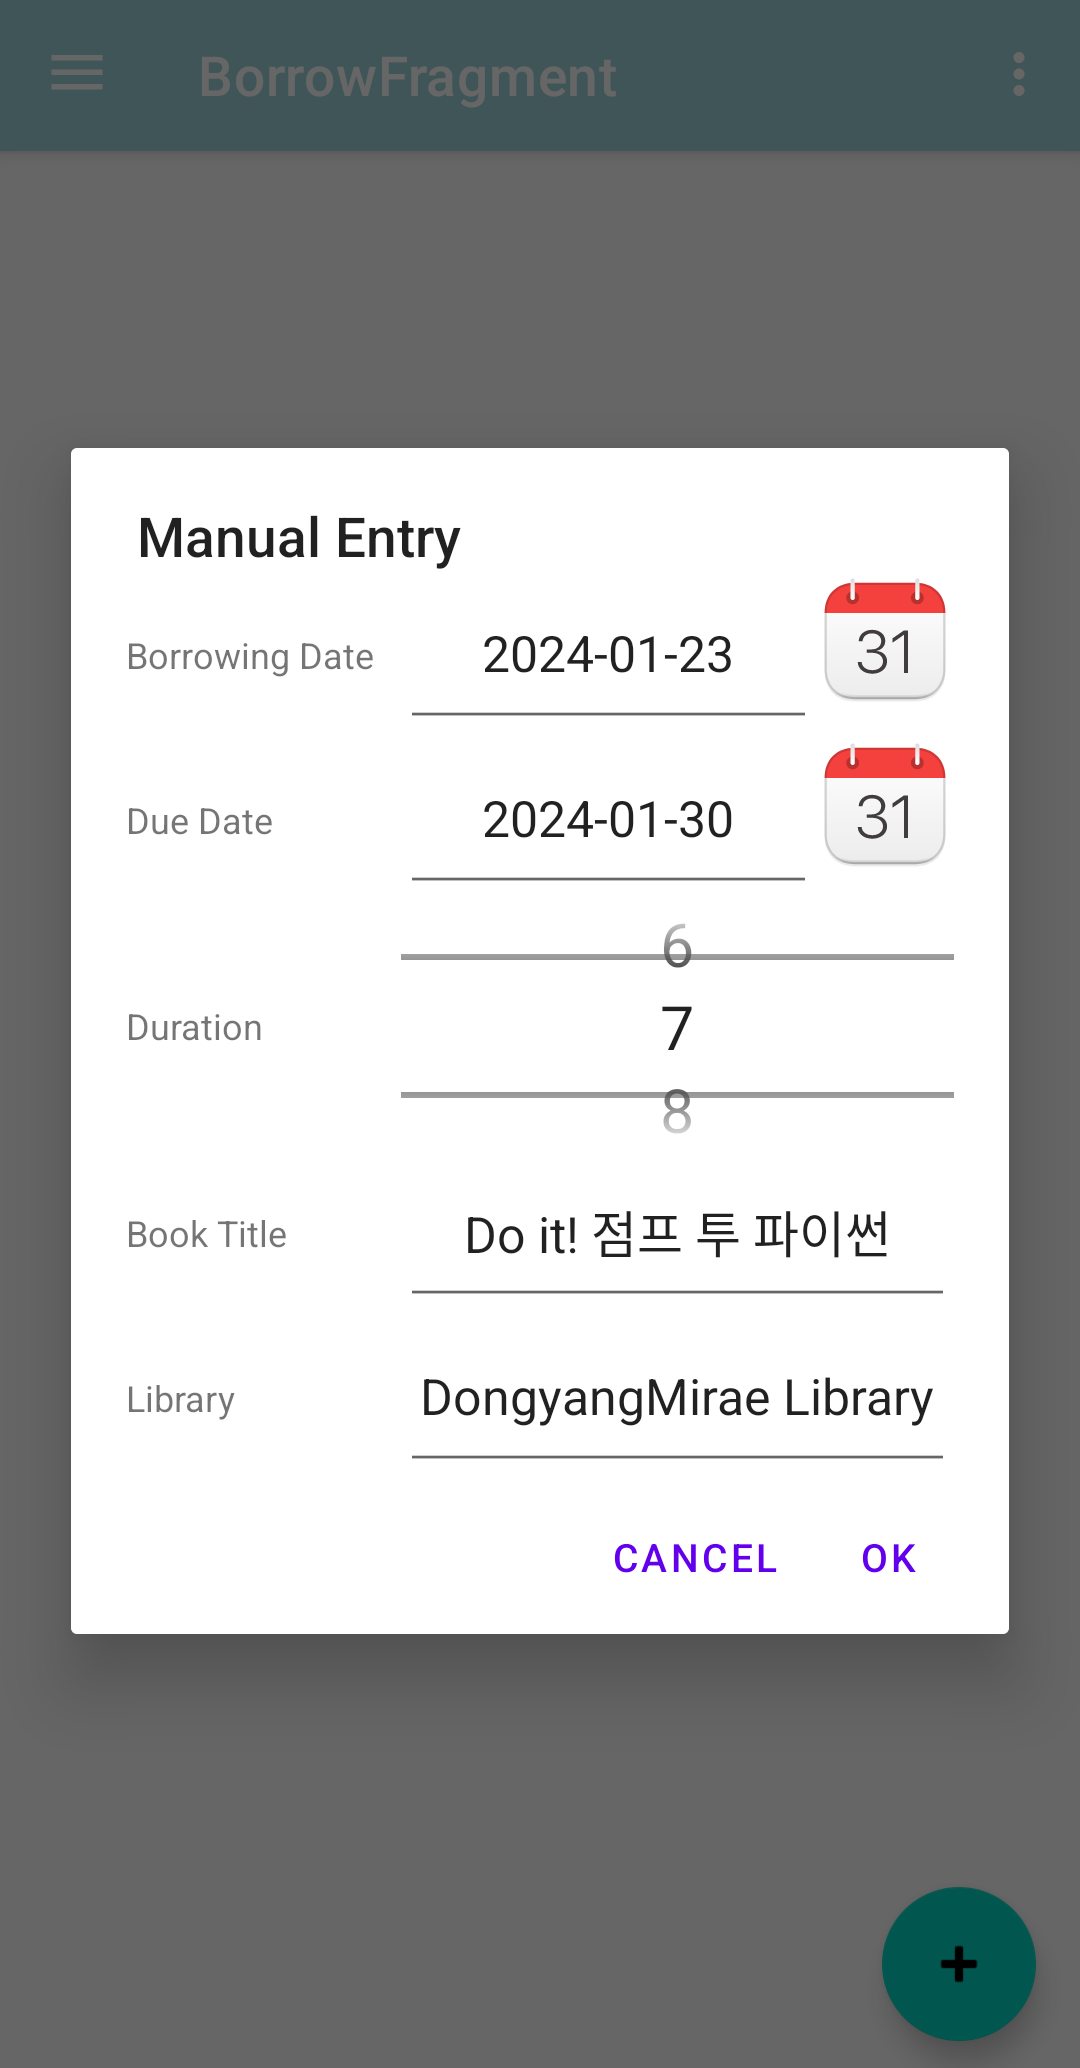 BorrowFragment
Manual Entry
Borrowing Date 2024-01-23 31
Due Date 2024-01-30 31
6
Duration 7
8
Book Title Do it! 점프 투 파이썬
Library DongyangMirae Library
CANCEL OK